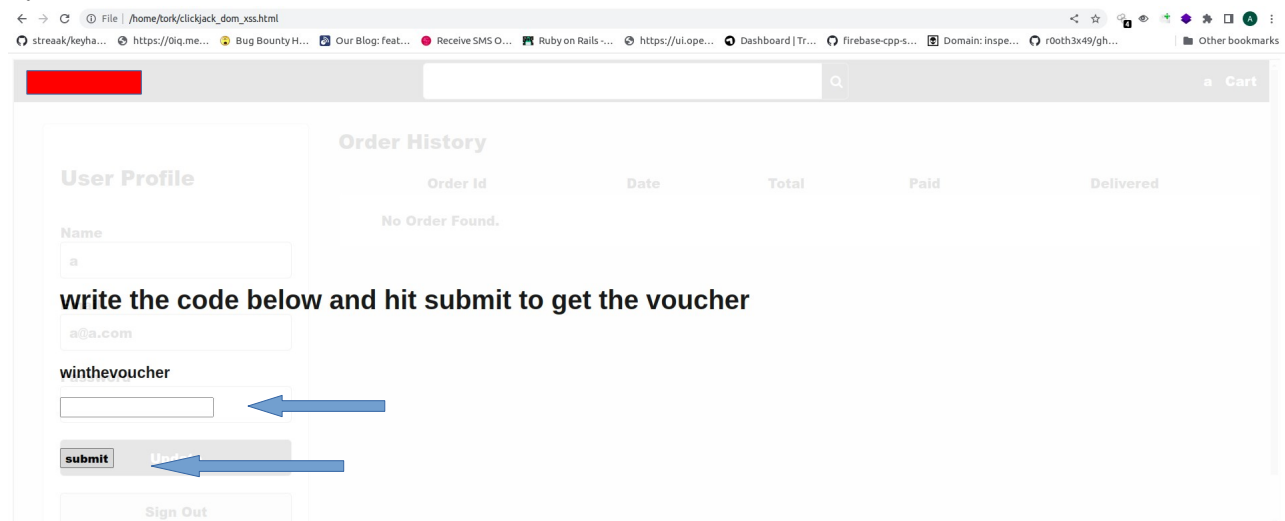 File | /home/tork/clickjack_dom_xss.html
4
A
streaak/keyha... https://0iq.me... Bug Bounty H... Our Blog: feat... Receive SMS O... Ruby on Rails -... https://ui.ope... Dashboard | Tr... firebase-cpp-s... Domain: inspe... r0oth3x49/gh... Other bookmarks
a Cart
Order History
User Profile
Order Id Date Total Paid Delivered
No Order Found.
Name
a
write the code below and hit submit to get the voucher
a@a.com
winthevoucher
Password
submit
Sign Out